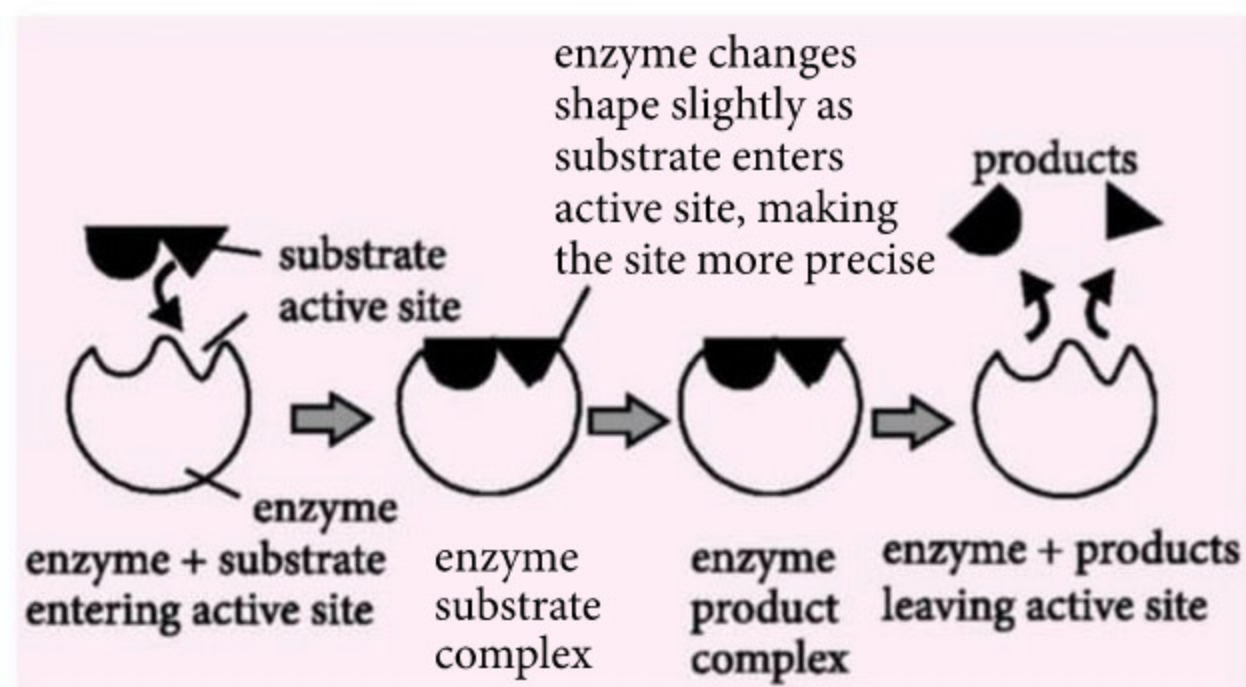 enzyme changes
shape slightly as
substrate enters
active site, making
the site more precise
products
substrate
active site
enzyme
enzyme + substrate
entering active site
enzyme
substrate
complex
enzyme
product
complex
enzyme + products
leaving active site